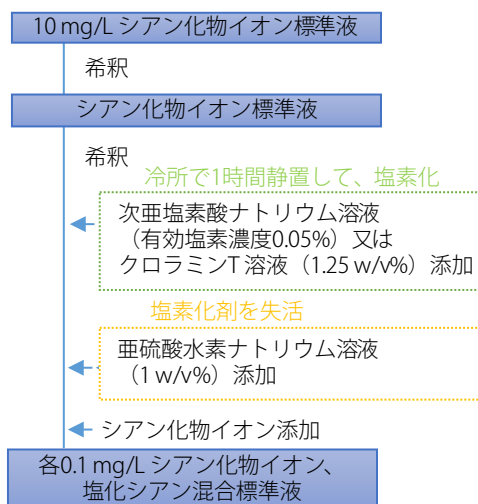 10 mg/L シアン化物イオン標準液
希釈
シアン化物イオン標準液
希釈
冷所で1時間静置して、塩素化
次亜塩素酸ナトリウム溶液
（有効塩素濃度0.05%）又は
クロラミンT 溶液（1.25 w/v%）添加
塩素化剤を失活
亜硫酸水素ナトリウム溶液
（1 w/v%）添加
シアン化物イオン添加
各0.1 mg/L シアン化物イオン、
塩化シアン混合標準液